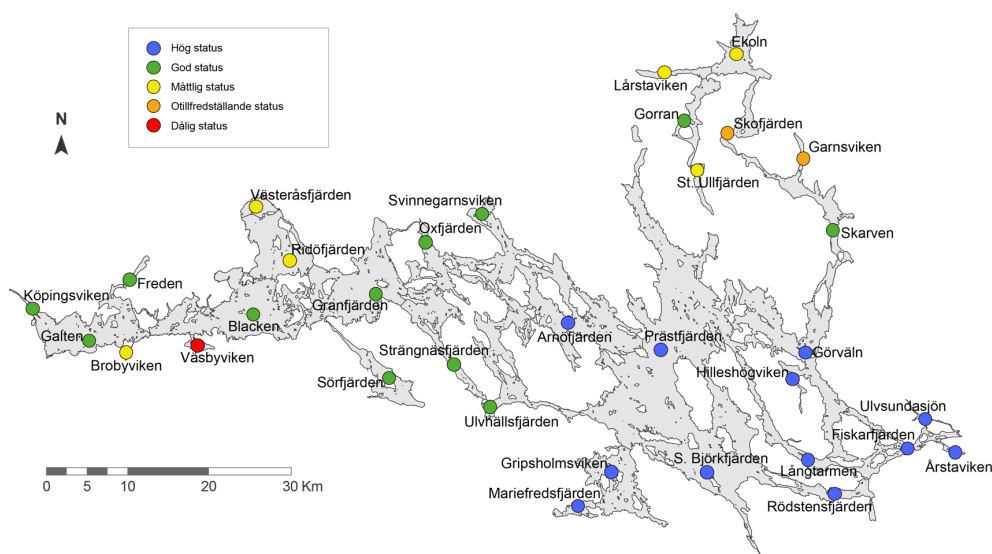 Hög status
God status
Måttlig status
Otillfredställande status
Dålig status
N
Ekoln
Lårstaviken
Gorran
Skofjärden
Garnsviken
St. Ullfjärden
Västeråsfjärden
Svinnegarnsviken
Oxfjärden
Skarven
Ridöfjärden
Freden
Köpingsviken
Granfjärden
Blacken
Galten
Arnöfjärden
Prästfjärden
Görväln
Brobyviken
Väsbyviken
Strängnäsfjärden
Hilleshögviken
Sörfjärden
Ulvhällsfjärden
Ulvsundasjön
Fiskarfjärden
Gripsholmsviken
S. Björkfjärden
Långtarmen
Årstaviken
Mariefredsfjärden
Rödstensfjärden
0 5 10 20 30 Km